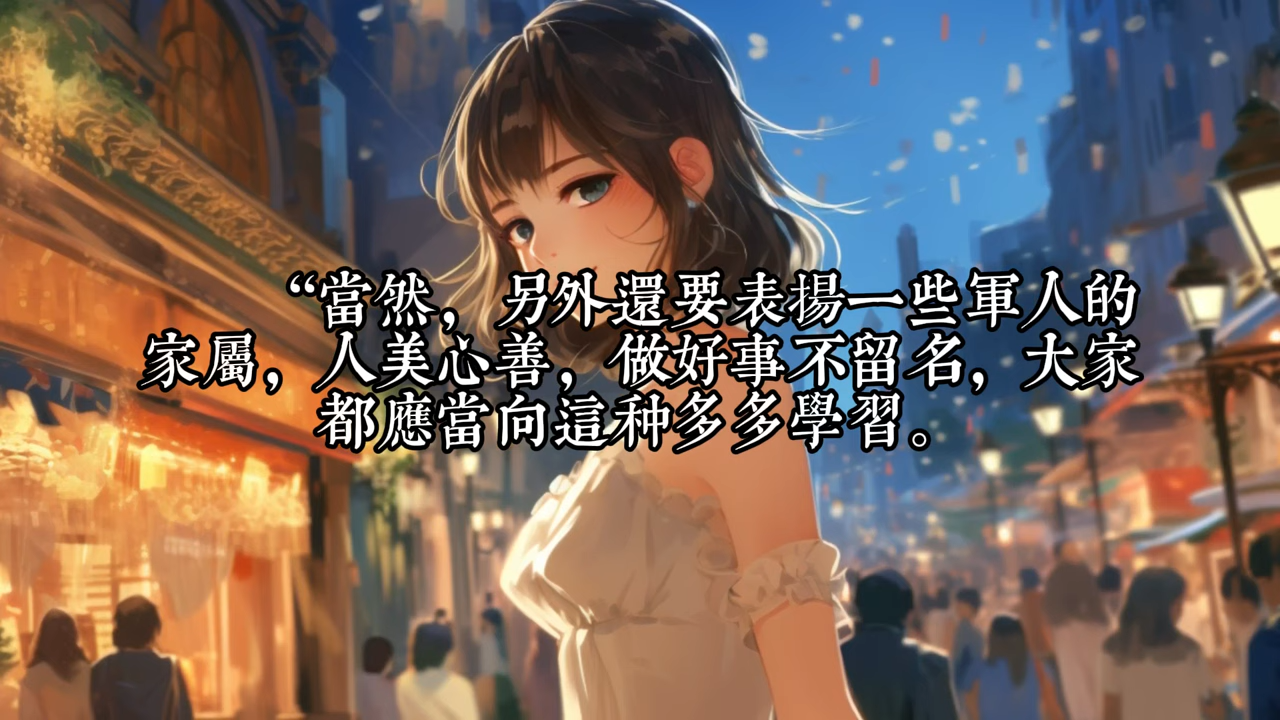 “當然，另外還要表揚一些軍人的
家屬，人美心善，做好事不留名，大家
都應當向這种多多學習。